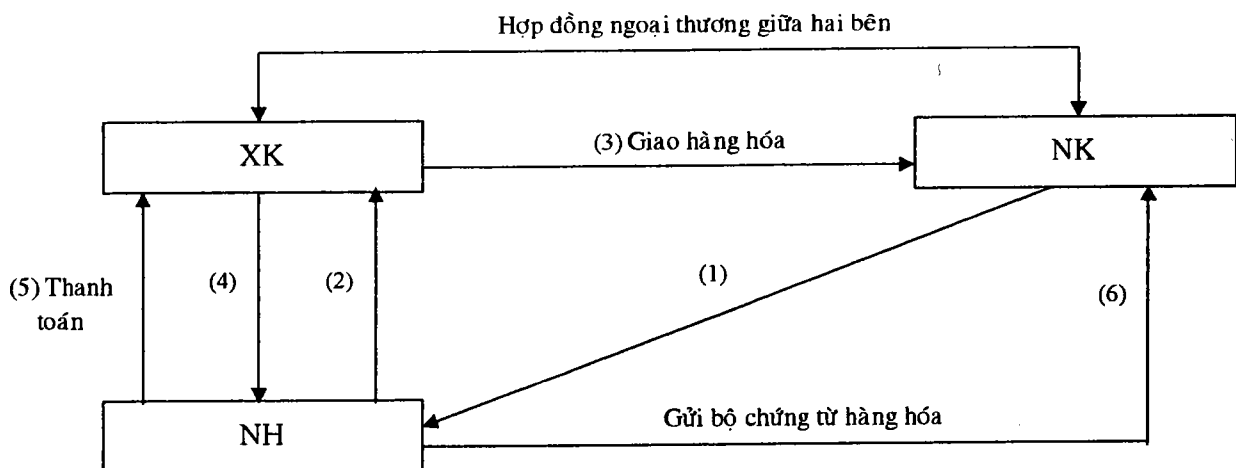 Hợp đồng ngoại thương giữa hai bên
XK
(3) Giao hàng hóa
NK
(5) Thanh
toán
(4)
(2)
(1)
(6)
NH
Gửi bộ chứng từ hàng hóa